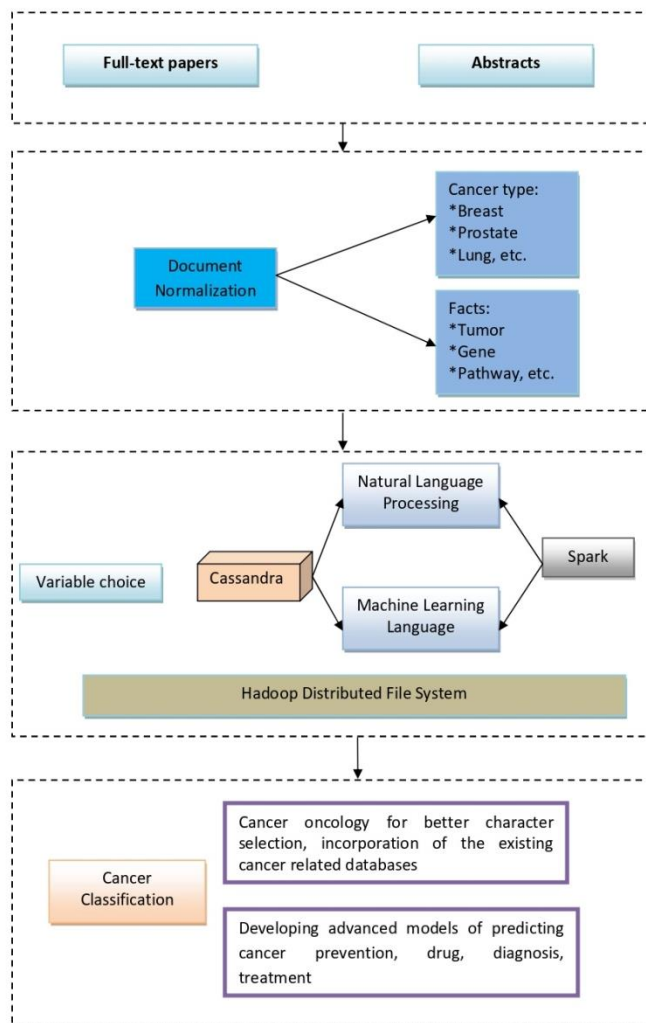 Full-text papers
Abstracts
Cancer type:
*Breast
*Prostate
*Lung, etc.
Document
Normalization
Facts:
*Tumor
*Gene
*Pathway, etc.
Natural Language
Processing
Variable choice
Cassandra
Spark
Machine Learning
Language
Hadoop Distributed File System
Cancer oncology for better character
selection, incorporation of the existing
cancer related databases
Cancer
Classification
Developing advanced models of predicting
cancer prevention, drug, diagnosis,
treatment